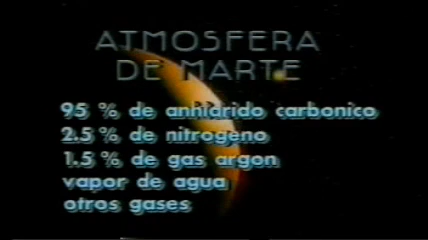 ATMOSFERA
DE MARTE
95 % de anhidrido carbonico
2.5 % de nitrogeno
1.5 % de gas argon
vapor de agua
otros gases